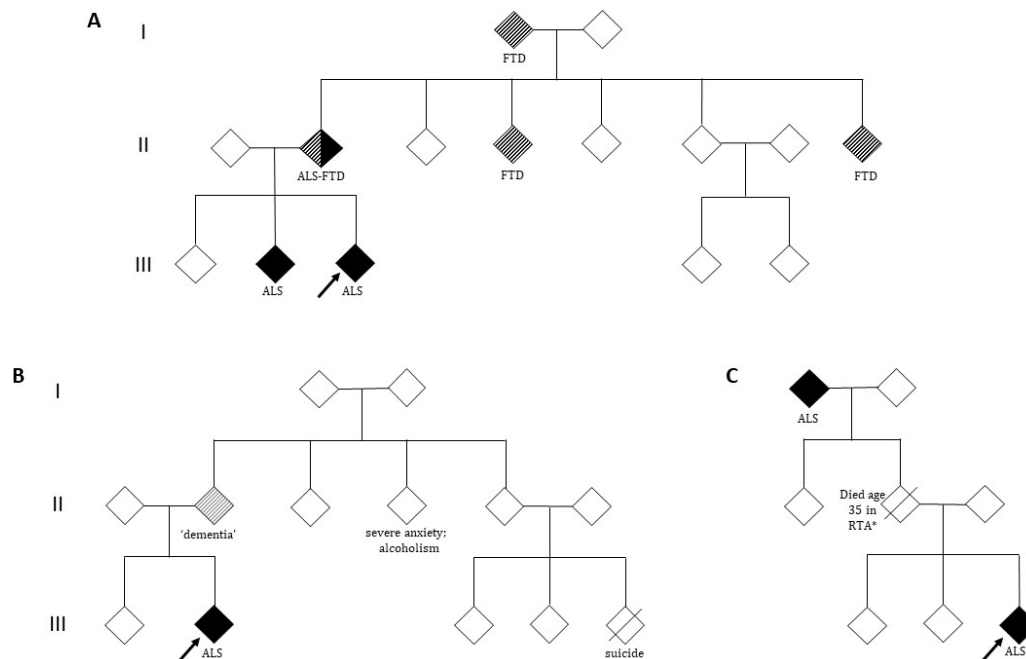 A
I
FTD
II
ALS-FTD
FTD
FTD
III
ALS
ALS
B
I
II
'dementia'
severe anxiety;
alcoholism
III
ALS
suicide
C
ALS
Died age
35 in
RTA*
ALS